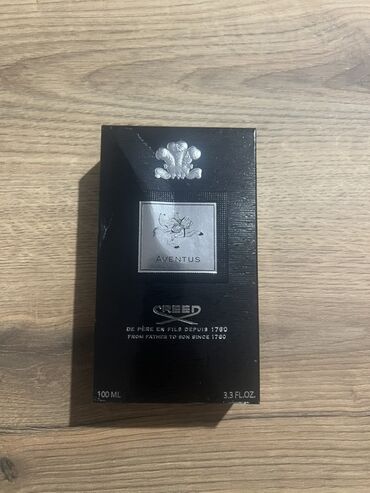 AVENTUS
CREED
DE PÈRE EN FILS DEPUIS 1760
FROM FATHER TO SON SINCE 1760
100 ML 3.3 FL.OZ.